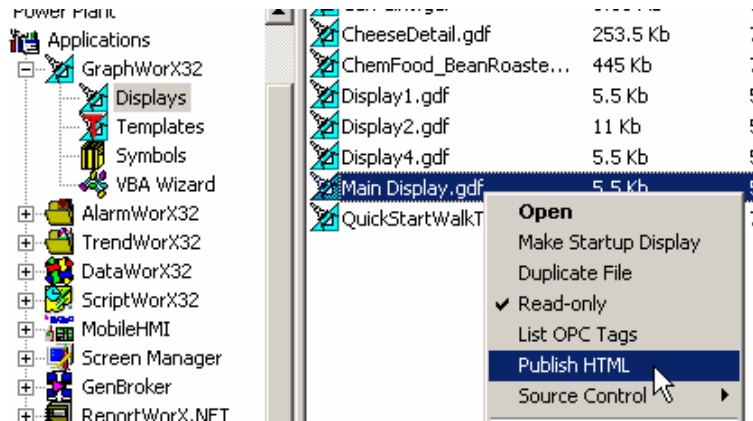 Power Plant
Applications
GraphWorX32
Displays
Templates
Symbols
VBA Wizard
AlarmWorX32
TrendWorX32
DataWorX32
ScriptWorX32
MobileHMI
Screen Manager
GenBroker
ReportWorX.NET
CheeseDetail.gdf 253.5 Kb
ChemFood_BeanRoaste... 445 Kb
Display1.gdf 5.5 Kb
Display2.gdf 11 Kb
Display4.gdf 5.5 Kb
Main Display.gdf 5.5 Kb
QuickStartWalkT
Open
Make Startup Display
Duplicate File
Read-only
List OPC Tags
Publish HTML
Source Control